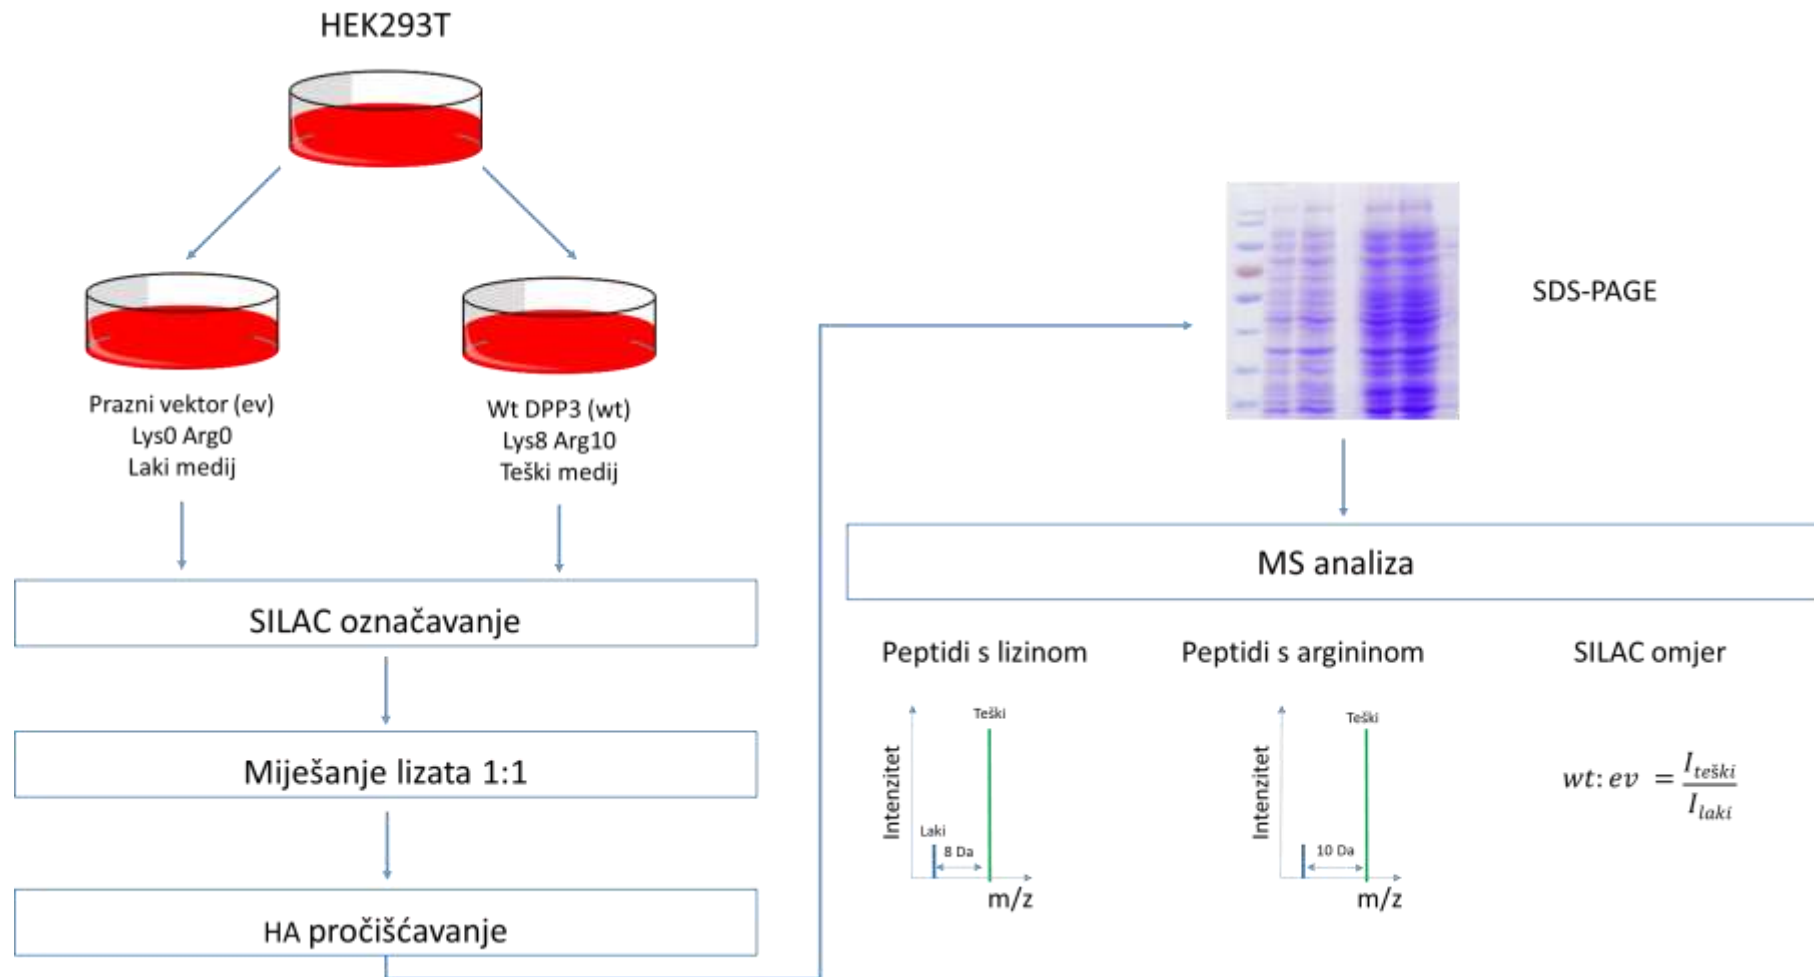 HEK293T
Prazni vektor (ev)
Lys0 Arg0
Laki medij
Wt DPP3 (wt)
Lys8 Arg10
Teški medij
SILAC označavanje
Miješanje lizata 1:1
HA pročišćavanje
SDS-PAGE
MS analiza
Peptidi s lizinom
Intenzitet
Teški
Laki
8 Da
m/z
Peptidi s argininom
Intenzitet
Teški
10 Da
m/z
SILAC omjer
wt: ev = I_teški / I_laki